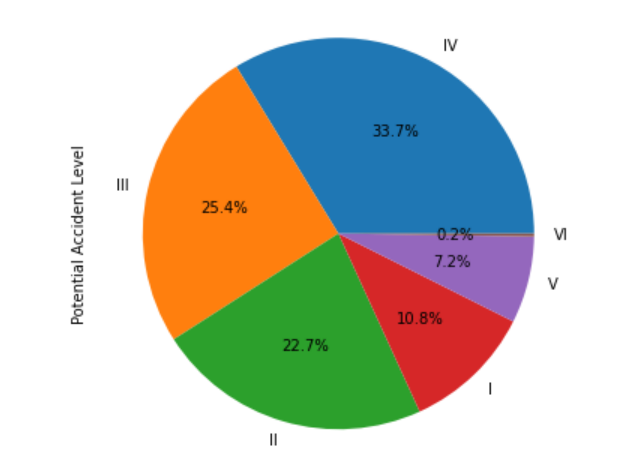 IV
33.7%
III
25.4%
Potential Accident Level
0.2%
VI
7.2%
V
10.8%
22.7%
I
II